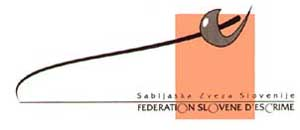 Sabljaška Zveza Slovenije
FEDERATION SLOVENE D'ESCRIME